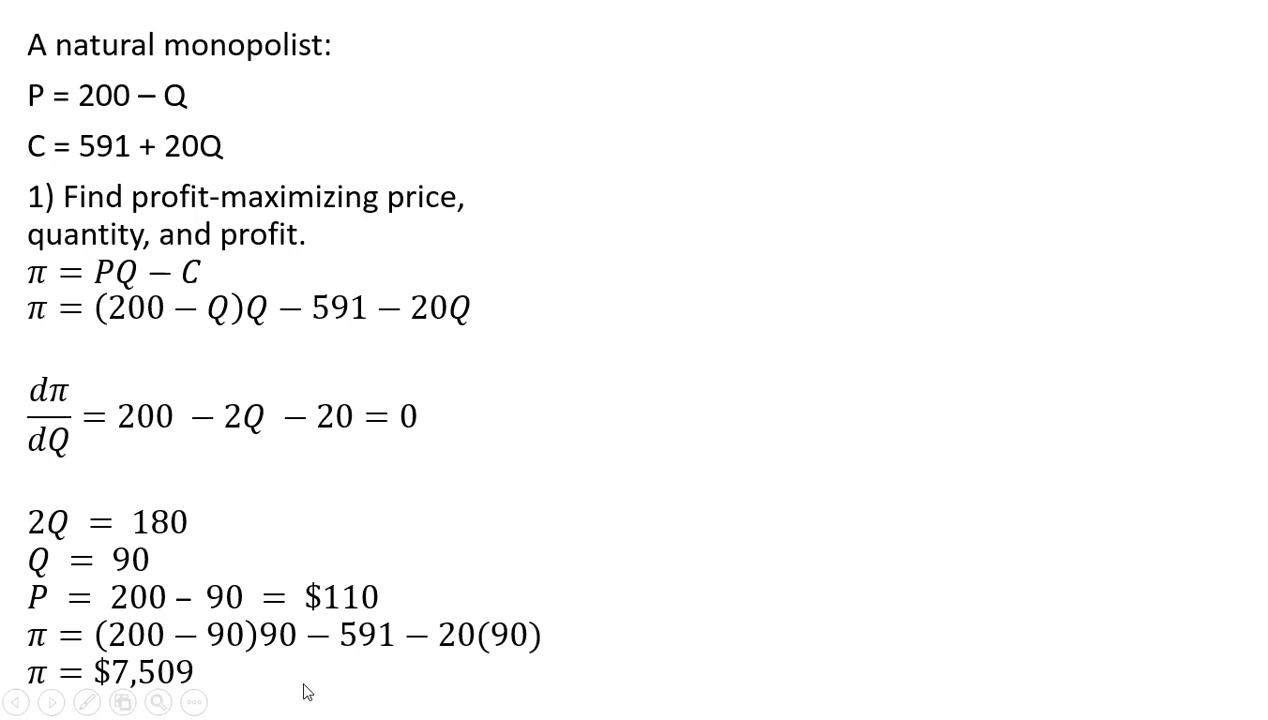 A natural monopolist:
P = 200 – Q
C = 591 + 20Q
1) Find profit-maximizing price,
quantity, and profit.
π = PQ − C
π = (200 − Q)Q − 591 − 20Q
dπ/dQ = 200 − 2Q − 20 = 0
2Q = 180
Q = 90
P = 200 – 90 = $110
π = (200 − 90)90 − 591 − 20(90)
π = $7,509